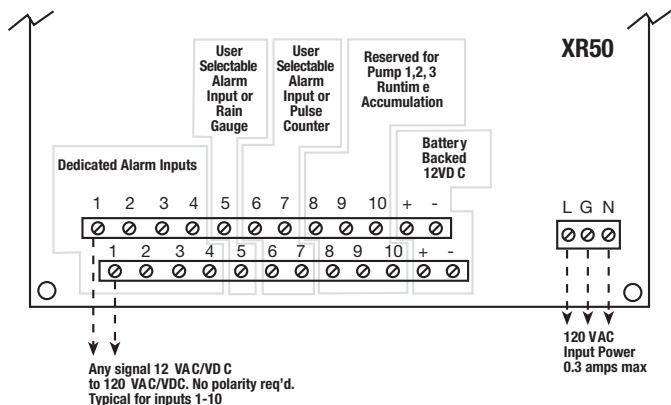 XR50
User
Selectable
Alarm
Input or
Rain
Gauge
User
Selectable
Alarm
Input or
Pulse
Counter
Reserved for
Pump 1,2, 3
Runtim e
Accumulation
Battery
Backed
12VD C
Dedicated Alarm Inputs
1 2 3 4 5 6 7 8 9 10 + -
1 2 3 4 5 6 7 8 9 10 + -
L G N
Any signal 12 VAC/VD C
to 120 VAC/VDC. No polarity req'd.
Typical for inputs 1-10
120 VAC
Input Power
0.3 amps max